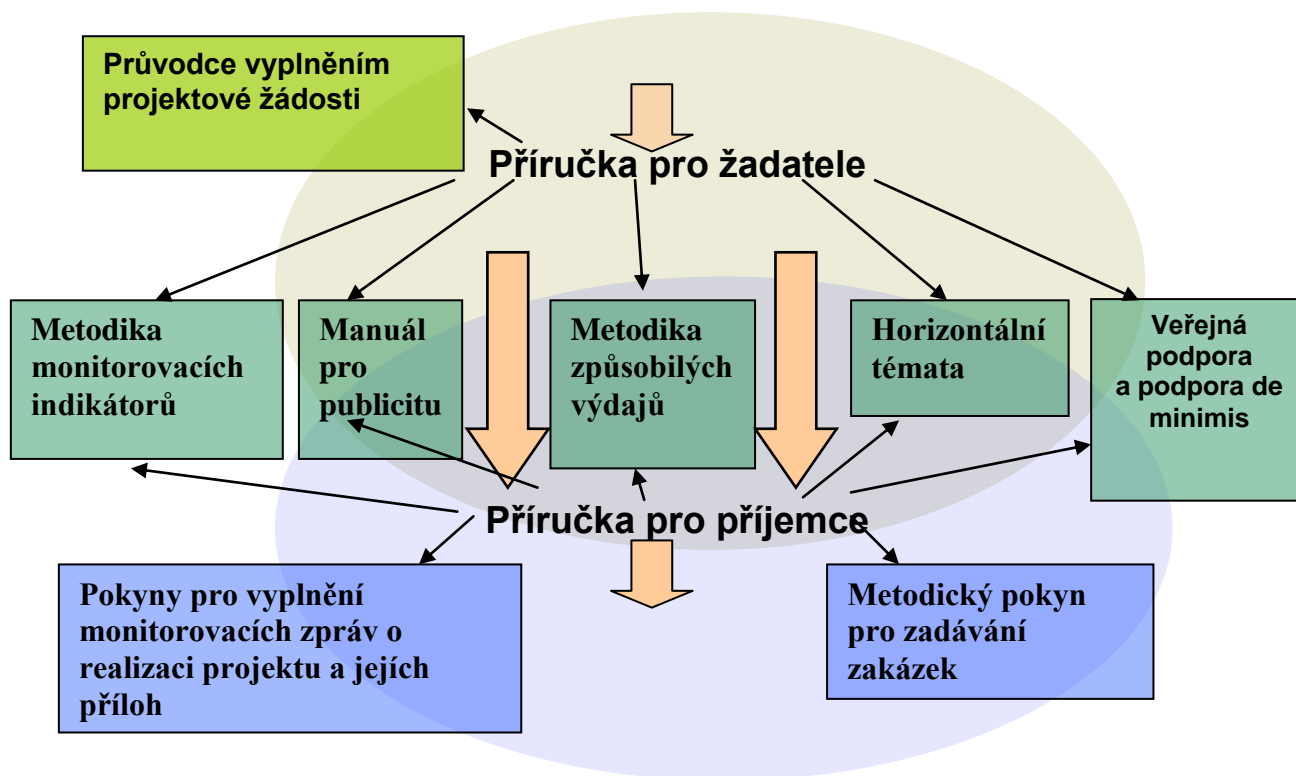 Průvodce vyplněním
projektové žádosti
Příručka pro žadatele
Metodika
monitorovacích
indikátorů
Manuál
pro
publicitu
Metodika
způsobilých
výdajů
Horizontální
témata
Veřejná
podpora
a podpora de
minimis
Příručka pro příjemce
Pokyny pro vyplnění
monitorovacích zpráv o
realizaci projektu a jejích
příloh
Metodický pokyn
pro zadávání
zakázek